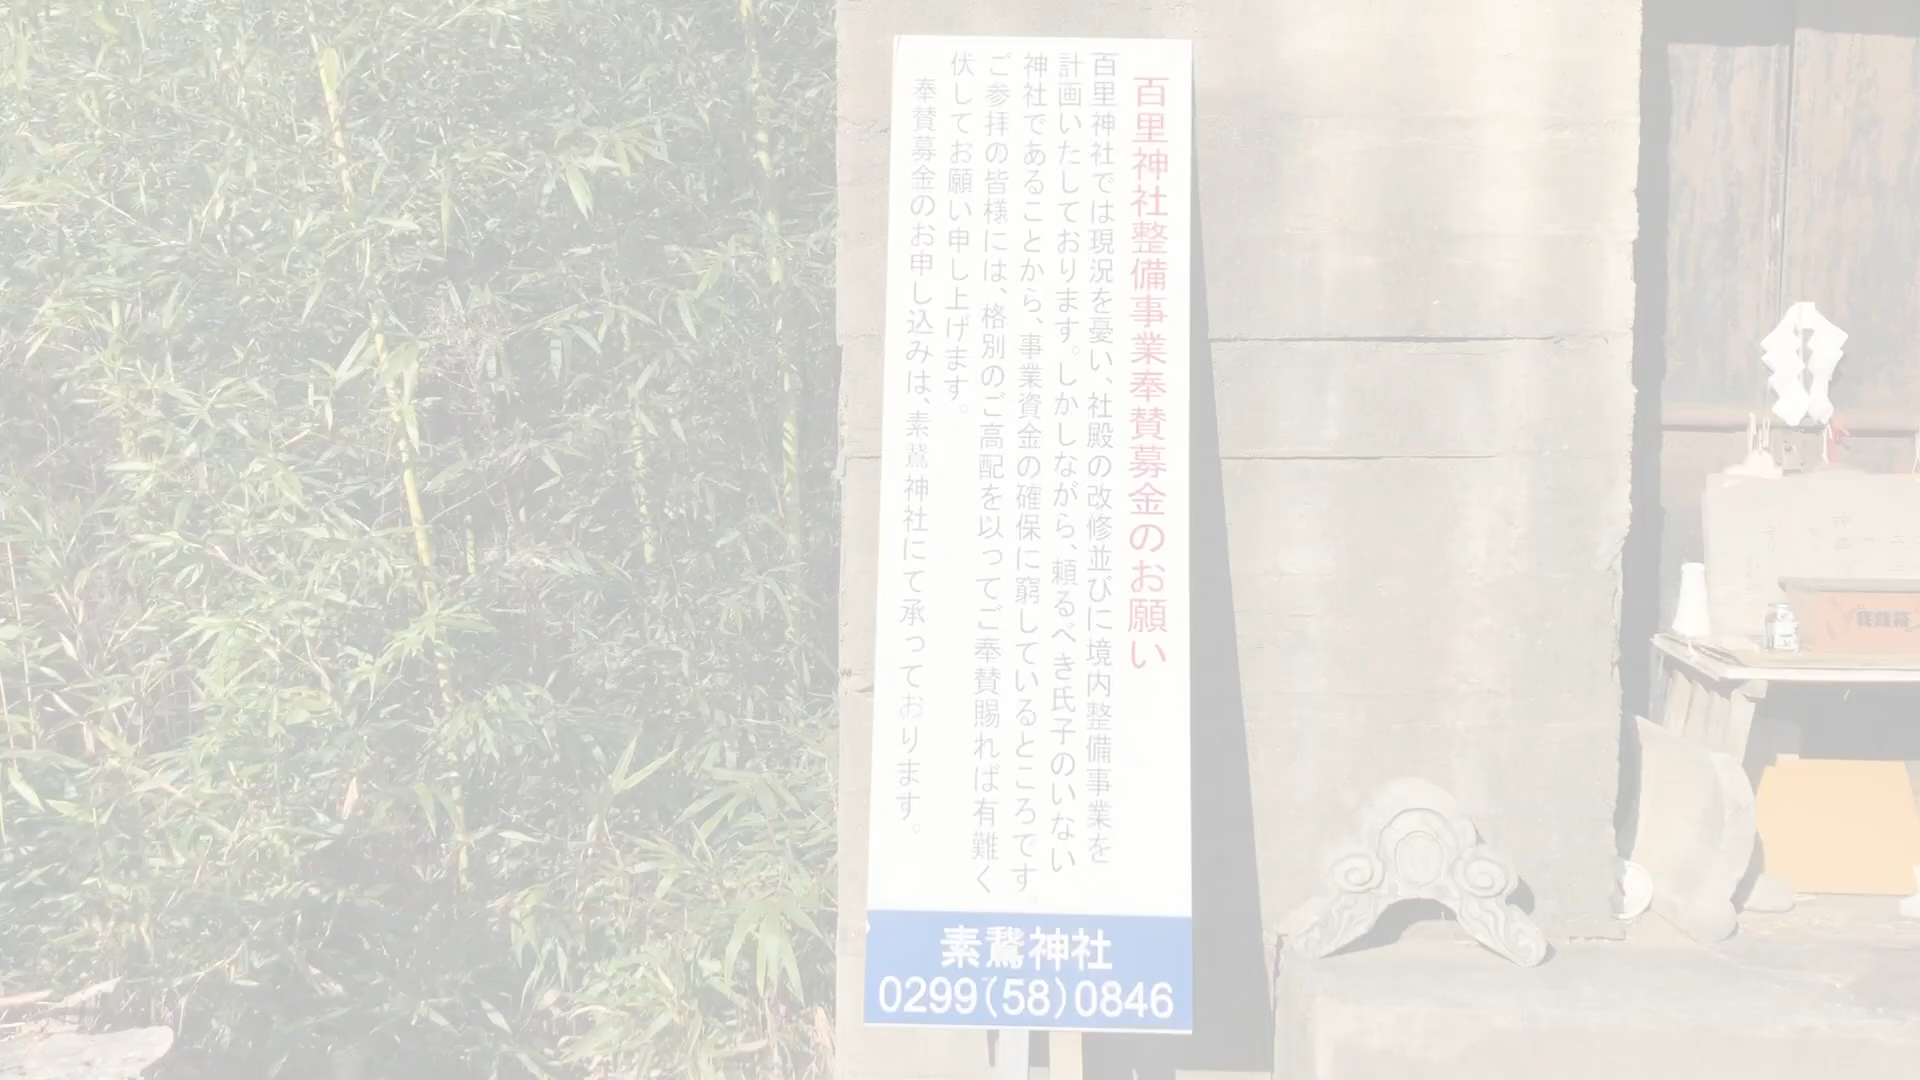 百里神社整備事業奉賛募金のお願い
百里神社では現況を憂い、社殿の改修並びに境内整備事業を
計画いたしております。しかしながら、頼るべき氏子のいない
神社であることから、事業資金の確保に窮しているところです。
ご参拝の皆様には、格別のご高配を以ってご奉賛賜れば有難く
伏してお願い申し上げます。
奉賛募金のお申し込みは、素鵞神社にて承っております。
素鵞神社
0299(58)0846